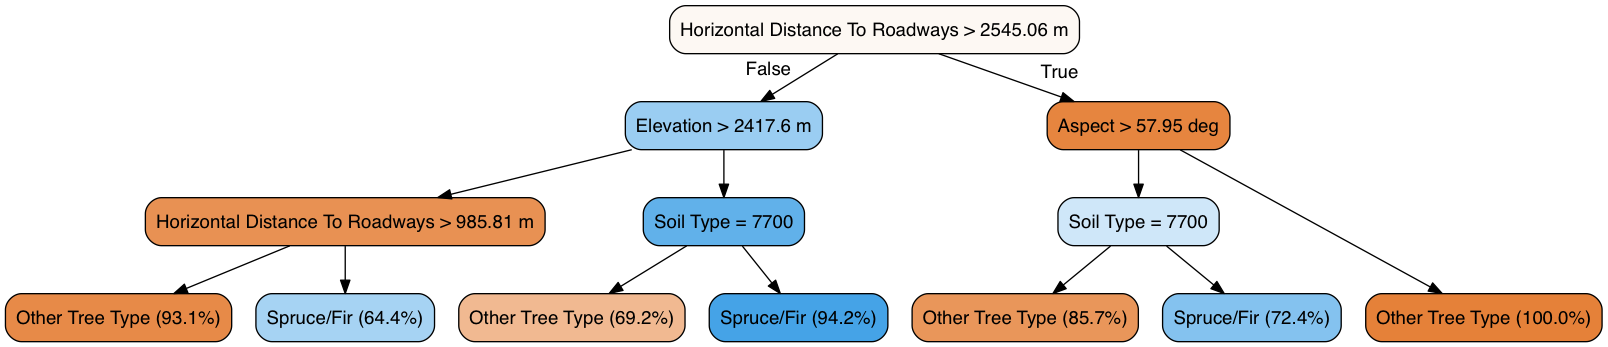 Horizontal Distance To Roadways > 2545.06 m
False
True
Elevation > 2417.6 m
Aspect > 57.95 deg
Horizontal Distance To Roadways > 985.81 m
Soil Type = 7700
Soil Type = 7700
Other Tree Type (93.1%)
Spruce/Fir (64.4%)
Other Tree Type (69.2%)
Spruce/Fir (94.2%)
Other Tree Type (85.7%)
Spruce/Fir (72.4%)
Other Tree Type (100.0%)